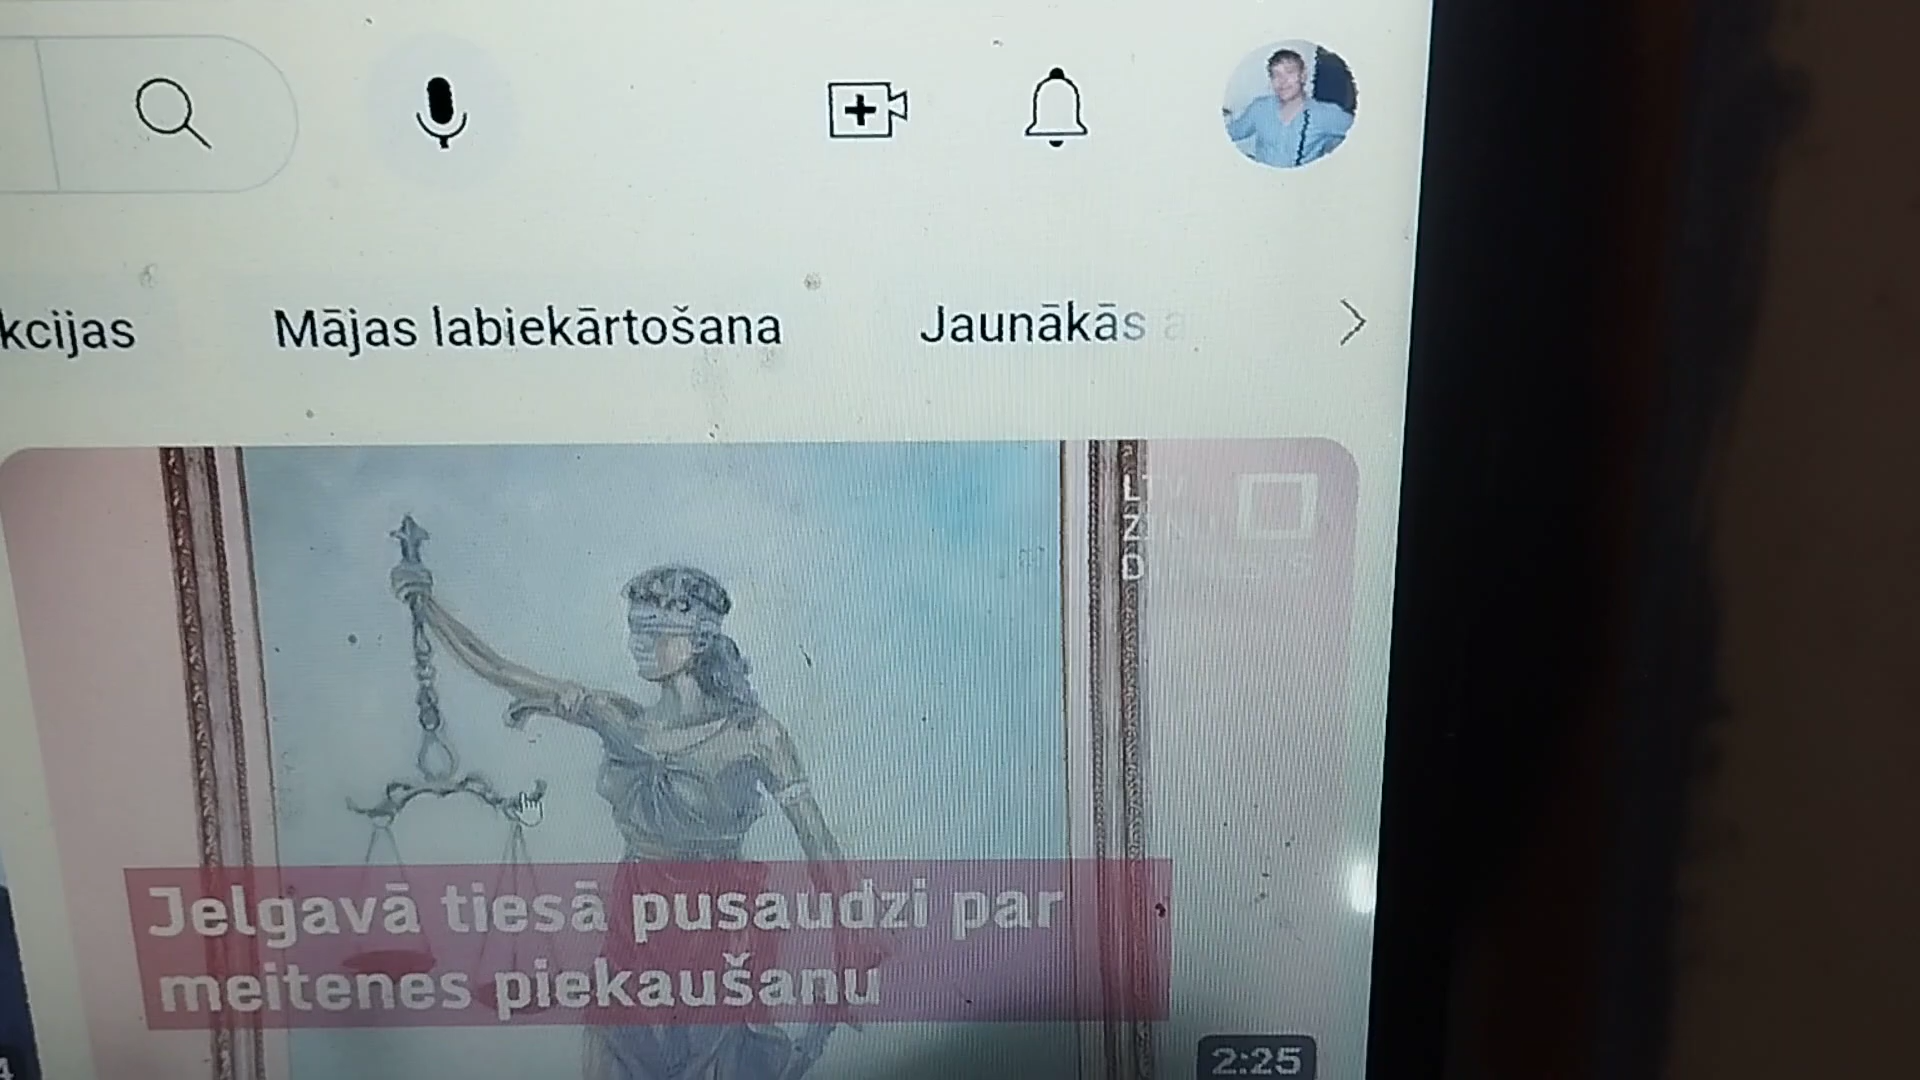 kcijas
Mājas labiekārtošana
Jaunākās
Jelgavā tiesā pusaudzi par
meitenes piekaušanu
2:25